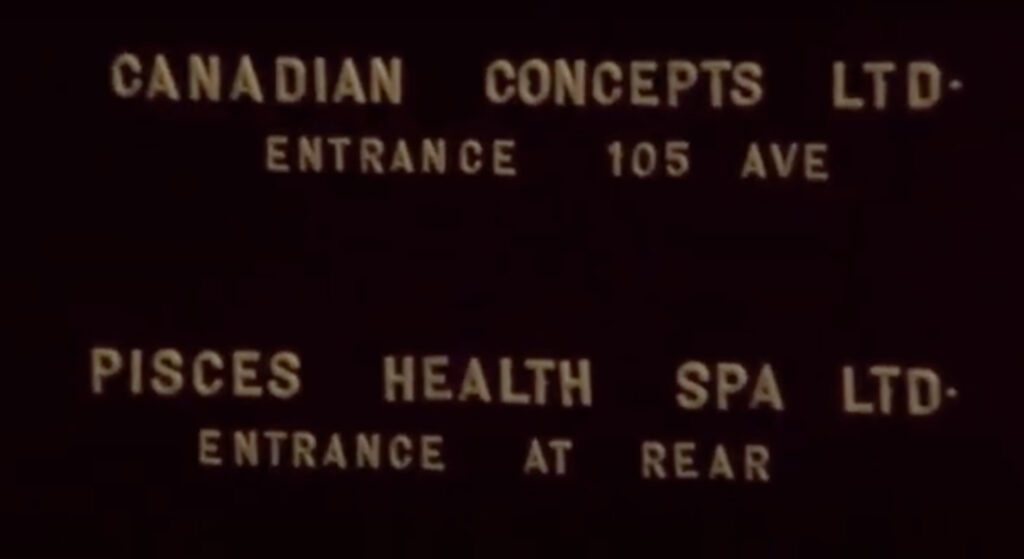 CANADIAN CONCEPTS LTD.
ENTRANCE 105 AVE
PISCES HEALTH SPA LTD.
ENTRANCE AT REAR